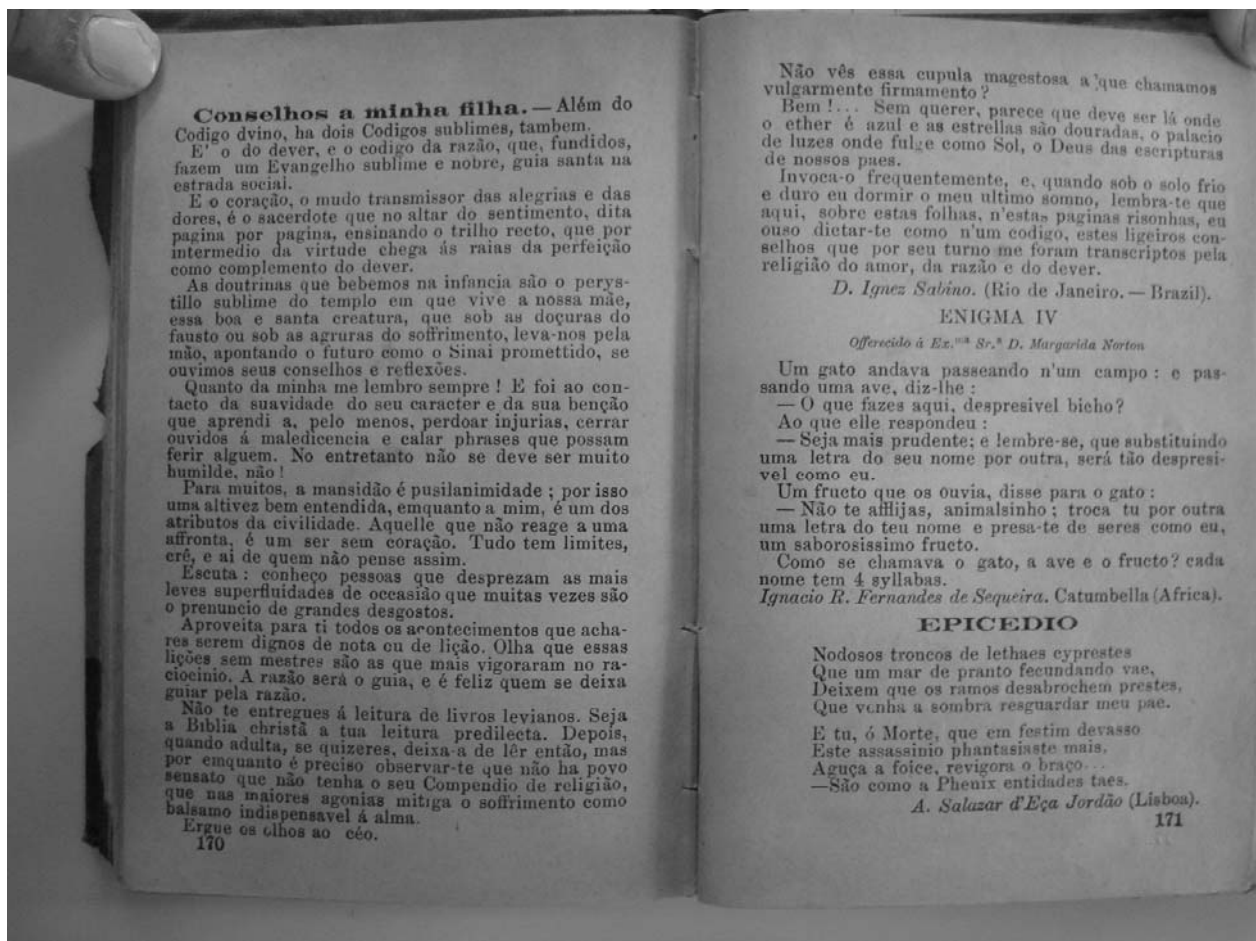 Conselhos a minha filha. — Além do
Codigo dvino, ha dois Codigos sublimes, tambem.
E' o do dever, e o codigo da razão, que, fundidos,
fazem um Evangelho sublime e nobre, guia santa na
estrada social.
E o coração, o mudo transmissor das alegrias e das
dores, é o sacerdote que no altar do sentimento, dita
pagina por pagina, ensinando o trilho recto, que por
intermedio da virtude chega ás raias da perfeição
como complemento do dever.
As doutrinas que bebemos na infancia são o perys-
tillo sublime do templo em que vive a nossa mãe,
essa boa e santa creatura, que sob as doçuras do
fausto ou sob as agruras do soffrimento, leva-nos pela
mão, apontando o futuro como o Sinai promettido, se
ouvimos seus conselhos e reflexões.
Quanto da minha me lembro sempre ! E foi ao con-
tacto da suavidade do seu caracter e da sua benção
que aprendi a, pelo menos, perdoar injurias, cerrar
ouvidos á maledicencia e calar phrases que possam
ferir alguem. No entretanto não se deve ser muito
humilde, não !
Para muitos, a mansidão é pusilanimidade ; por isso
uma altivez bem entendida, emquanto a mim, é um dos
atributos da civilidade. Aquelle que não reage a uma
affronta, é um ser sem coração. Tudo tem limites,
crê, e ai de quem não pense assim.
Escuta : conheço pessoas que desprezam as mais
leves superfluidades de occasião que muitas vezes são
o prenuncio de grandes desgostos.
Aproveita para ti todos os acontecimentos que acha-
res serem dignos de nota ou de lição. Olha que essas
lições sem mestres são as que mais vigoraram no ra-
ciocinio. A razão será o guia, e é feliz quem se deixa
guiar pela razão.
Não te entregues á leitura de livros levianos. Seja
a Biblia christã a tua leitura predilecta. Depois,
quando adulta, se quizeres, deixa-a de lêr então, mas
por emquanto é preciso observar-te que não ha povo
sensato que não tenha o seu Compendio de religião,
que nas maiores agonias mitiga o soffrimento como
balsamo indispensavel á alma.
Ergue os olhos ao céo.
170
Não vês essa cupula magestosa a que chamamos
vulgarmente firmamento ?
Bem !... Sem querer, parece que deve ser lá onde
o ether é azul e as estrellas são douradas, o palacio
de luzes onde fulge como Sol, o Deus das escripturas
de nossos paes.
Invoca-o frequentemente, e, quando sob o solo frio
e duro eu dormir o meu ultimo somno, lembra-te que
aqui, sobre estas folhas, n'estas paginas risonhas, eu
ouso dictar-te como n'um codigo, estes ligeiros con-
selhos que por seu turno me foram transcriptos pela
religião do amor, da razão e do dever.
D. Ignez Sabino. (Rio de Janeiro. — Brazil).
ENIGMA IV
Offerecido á Ex.ma Sr.a D. Margarida Norton
Um gato andava passeando n'um campo : e pas-
sando uma ave, diz-lhe :
— O que fazes aqui, despresivel bicho?
Ao que elle respondeu :
— Seja mais prudente; e lembre-se, que substituindo
uma letra do seu nome por outra, será tão despresi-
vel como eu.
Um fructo que os ouvia, disse para o gato :
— Não te afflijas, animalsinho ; troca tu por outra
uma letra do teu nome e presa-te de seres como eu,
um saborosissimo fructo.
Como se chamava o gato, a ave e o fructo? cada
nome tem 4 syllabas.
Ignacio R. Fernandes de Sequeira. Catumbella (Africa).
EPICEDIO
Nodosos troncos de lethaes cyprestes
Que um mar de pranto fecundando vae,
Deixem que os ramos desabrochem prestes,
Que venha a sombra resguardar meu pae.
E tu, ó Morte, que em festim devasso
Este assassinio phantasiaste mais,
Aguça a foice, revigora o braço...
—São como a Phenix entidades taes.
A. Salazar d'Eça Jordão (Lisboa).
171